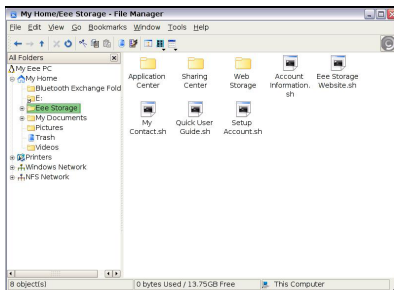 My Home/Eee Storage - File Manager
File Edit View Go Bookmarks Window Tools Help
All Folders
My Eee PC
My Home
Bluetooth Exchange Fold
E:
Eee Storage
My Documents
Pictures
Trash
Videos
Printers
Windows Network
NFS Network
Application Center
Sharing Center
Web Storage
Account Information.sh
Eee Storage Website.sh
My Contact.sh
Quick User Guide.sh
Setup Account.sh
8 object(s)
0 bytes Used / 13.75GB Free
This Computer